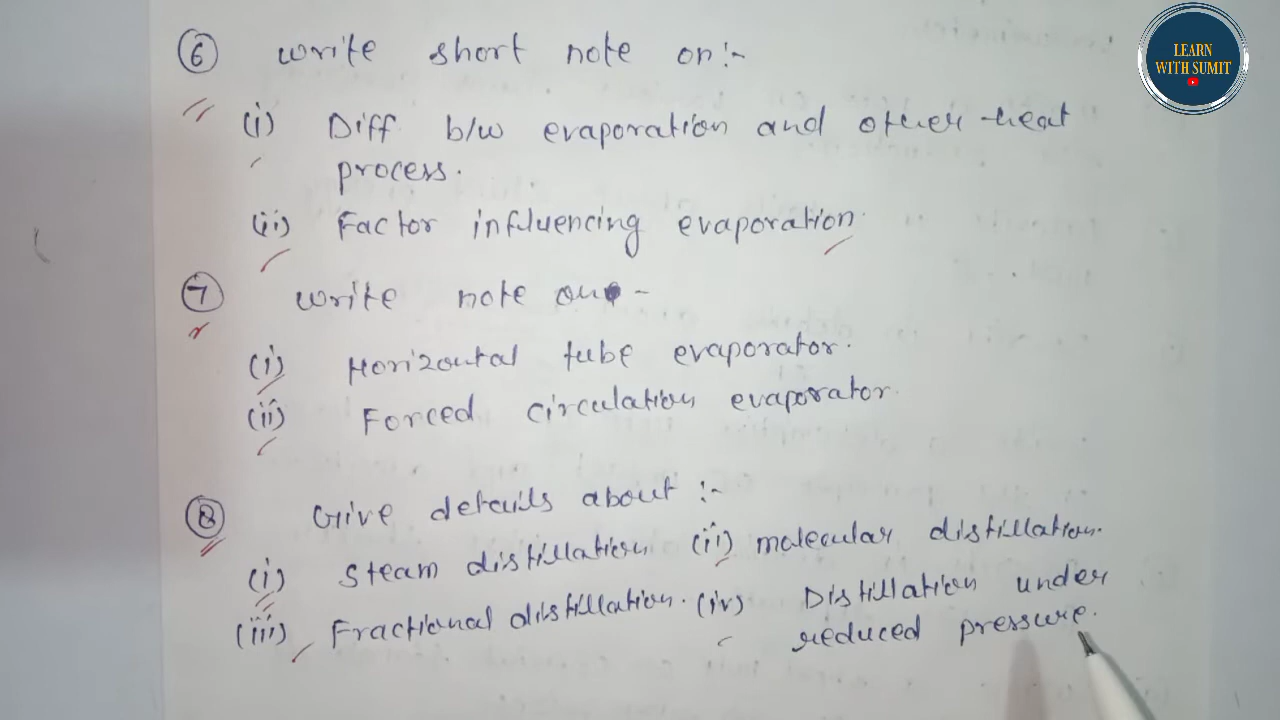 LEARN
WITH SUMIT
6 Write short note on:-
(i) Diff b/w evaporation and other heat
process.
(ii) Factor influencing evaporation.
7 Write note on -
(i) Horizontal tube evaporator.
(ii) Forced circulation evaporator.
8 Give details about :-
(i) Steam distillation (ii) molecular distillation.
(iii) Fractional distillation. (iv) Distillation under
reduced pressure.